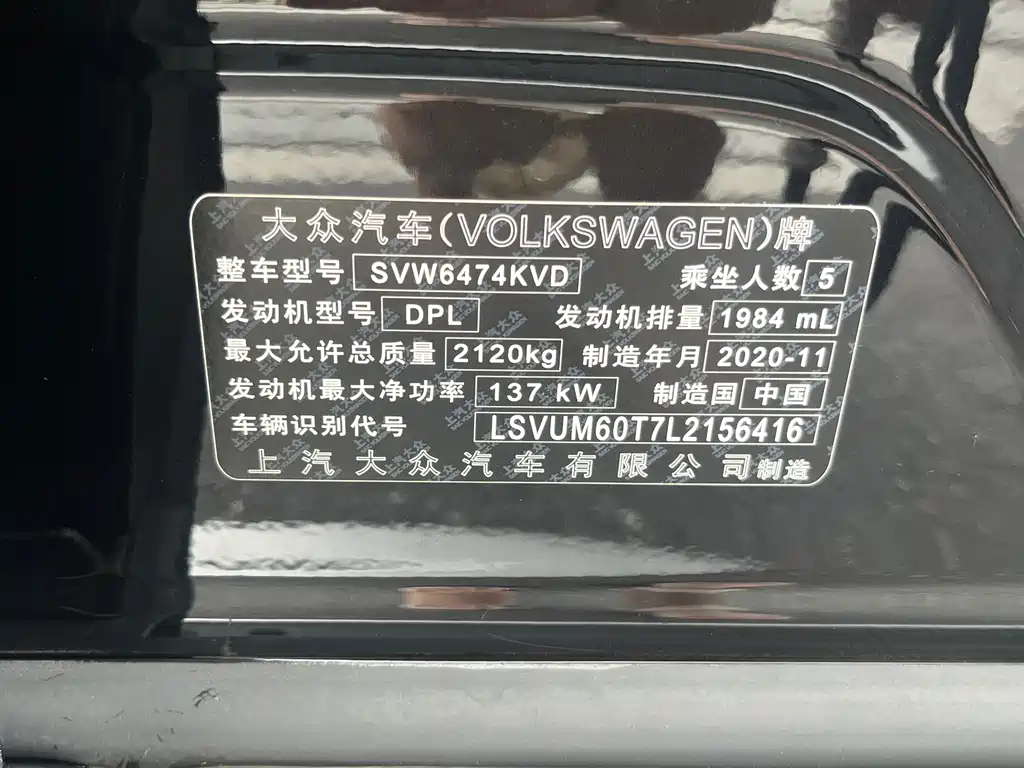 大众汽车(VOLKSWAGEN)牌
整车型号 SVW6474KVD 乘坐人数 5
发动机型号 DPL 发动机排量 1984 mL
最大允许总质量 2120kg 制造年月 2020-11
发动机最大净功率 137 kW 制造国 中国
车辆识别代号 LSVUM60T7L2156416
上汽大众汽车有限公司制造